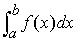 ∫_a^b f(x)dx